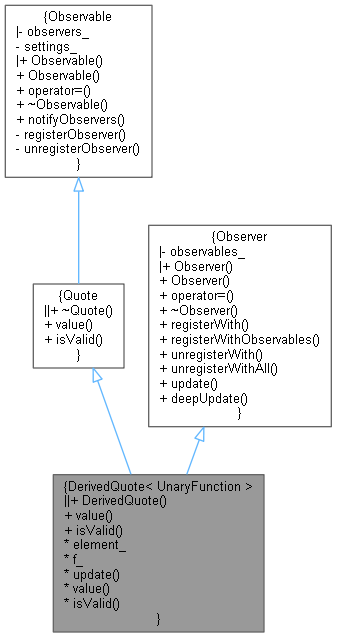 {Observable
|- observers_
- settings_
|+ Observable()
+ Observable()
+ operator=()
+ ~Observable()
+ notifyObservers()
- registerObserver()
- unregisterObserver()
}
{Observer
|- observables_
|+ Observer()
+ Observer()
+ operator=()
+ ~Observer()
+ registerWith()
+ registerWithObservables()
+ unregisterWith()
+ unregisterWithAll()
+ update()
+ deepUpdate()
}
{Quote
||+ ~Quote()
+ value()
+ isValid()
}
{DerivedQuote< UnaryFunction >
||+ DerivedQuote()
+ value()
+ isValid()
* element_
* f_
* update()
* value()
* isValid()
}